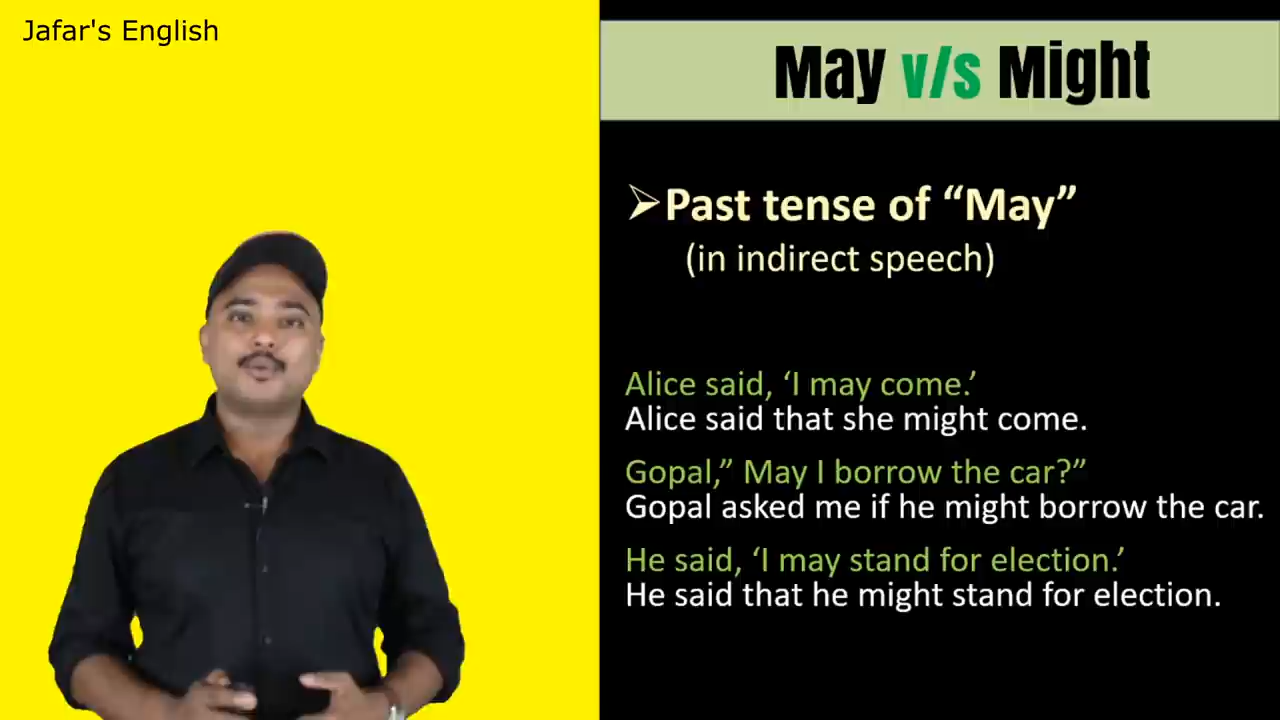 Jafar's English
May v/s Might
➢Past tense of “May”
(in indirect speech)
Alice said, ‘I may come.’
Alice said that she might come.
Gopal,” May I borrow the car?”
Gopal asked me if he might borrow the car.
He said, ‘I may stand for election.’
He said that he might stand for election.